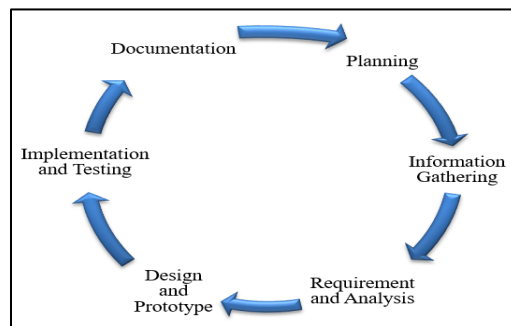 Documentation
Planning
Information
Gathering
Requirement
and Analysis
Design
and
Prototype
Implementation
and Testing